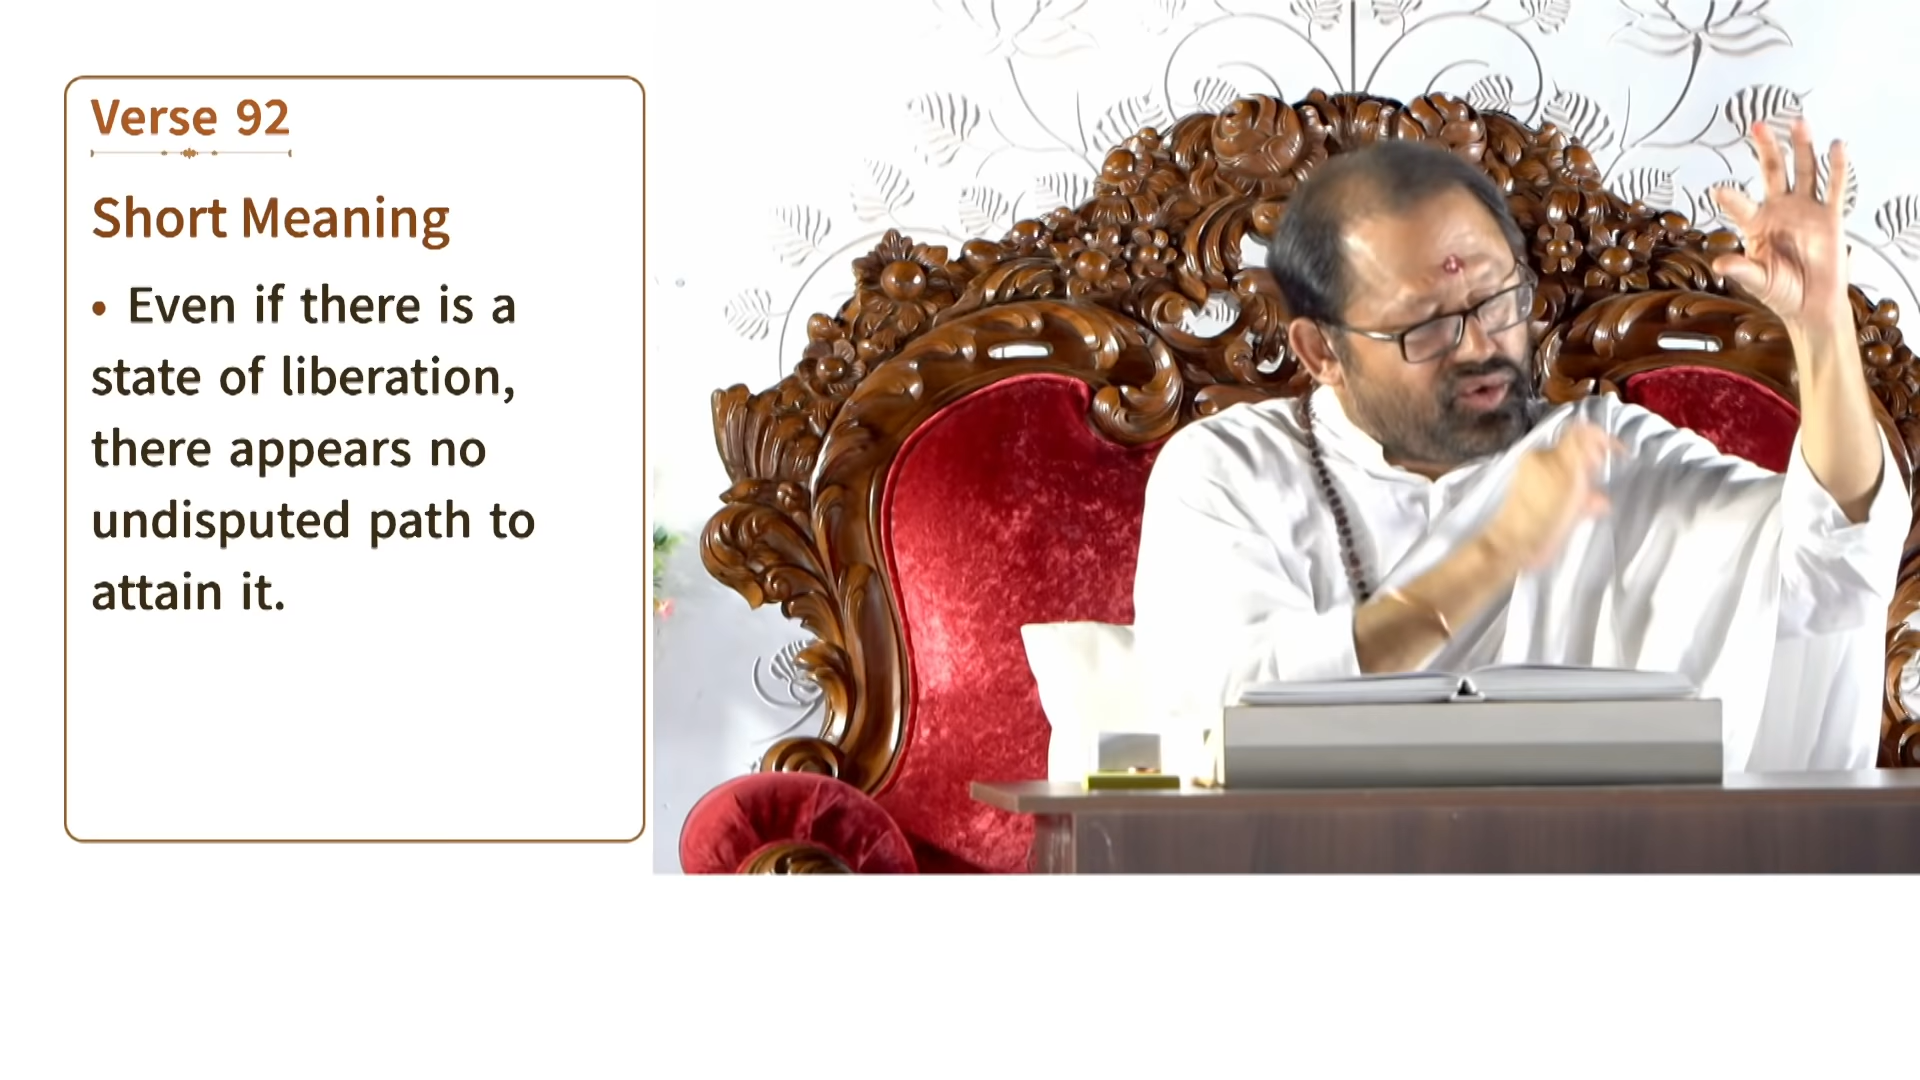 Verse 92
Short Meaning
• Even if there is a
state of liberation,
there appears no
undisputed path to
attain it.